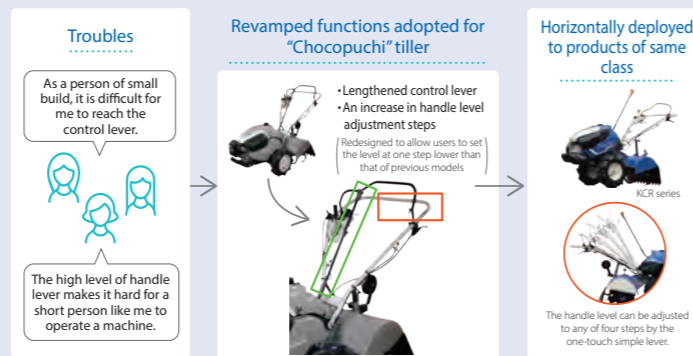 Troubles
As a person of small
build, it is difficult for
me to reach the
control lever.
The high level of handle
lever makes it hard for a
short person like me to
operate a machine.
Revamped functions adopted for
“Chocopuchi” tiller
・Lengthened control lever
・An increase in handle level
adjustment steps
(Redesigned to allow users to set
the level at one step lower than
that of previous models)
Horizontally deployed
to products of same
class
KCR series
The handle level can be adjusted
to any of four steps by the
one-touch simple lever.